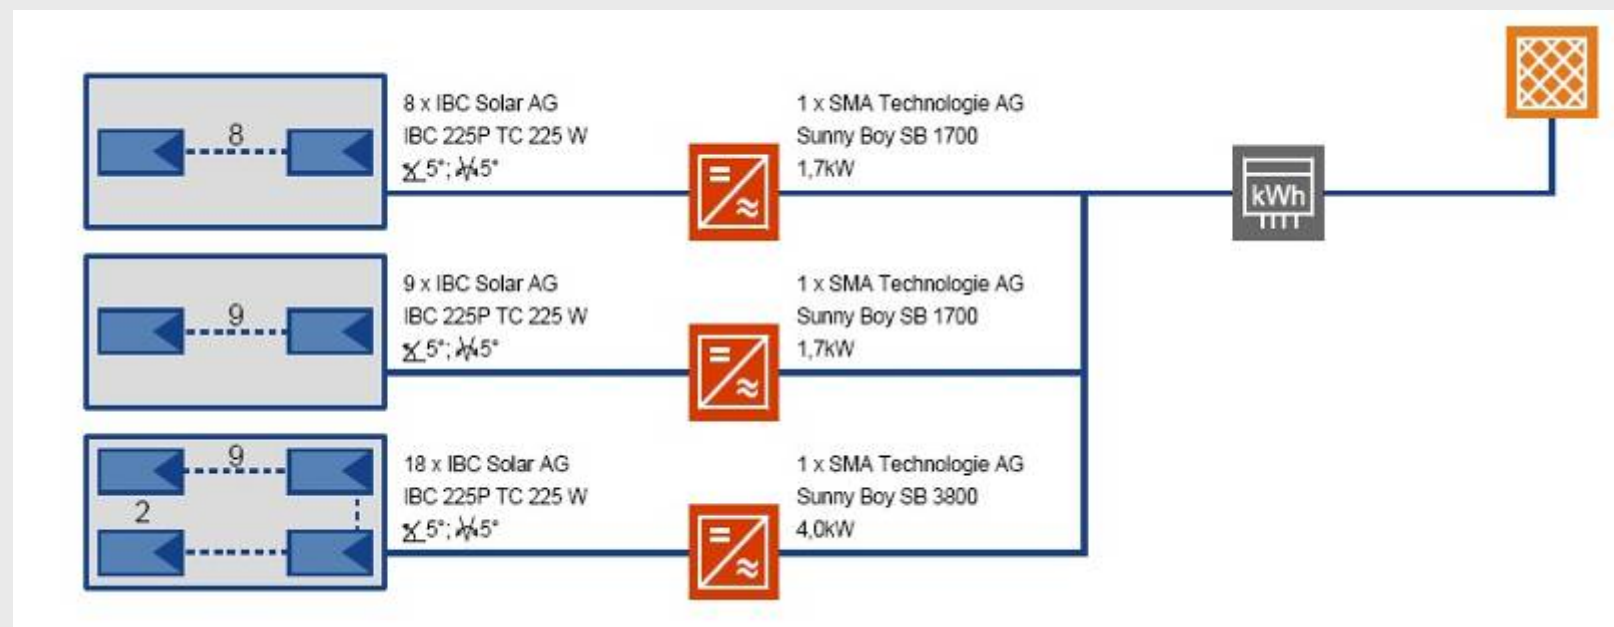 8
8 x IBC Solar AG
IBC 225P TC 225 W
5°; 5°
1 x SMA Technologie AG
Sunny Boy SB 1700
1,7kW
kWh
9
9 x IBC Solar AG
IBC 225P TC 225 W
5°; 5°
1 x SMA Technologie AG
Sunny Boy SB 1700
1,7kW
9
2
18 x IBC Solar AG
IBC 225P TC 225 W
5°; 5°
1 x SMA Technologie AG
Sunny Boy SB 3800
4,0kW